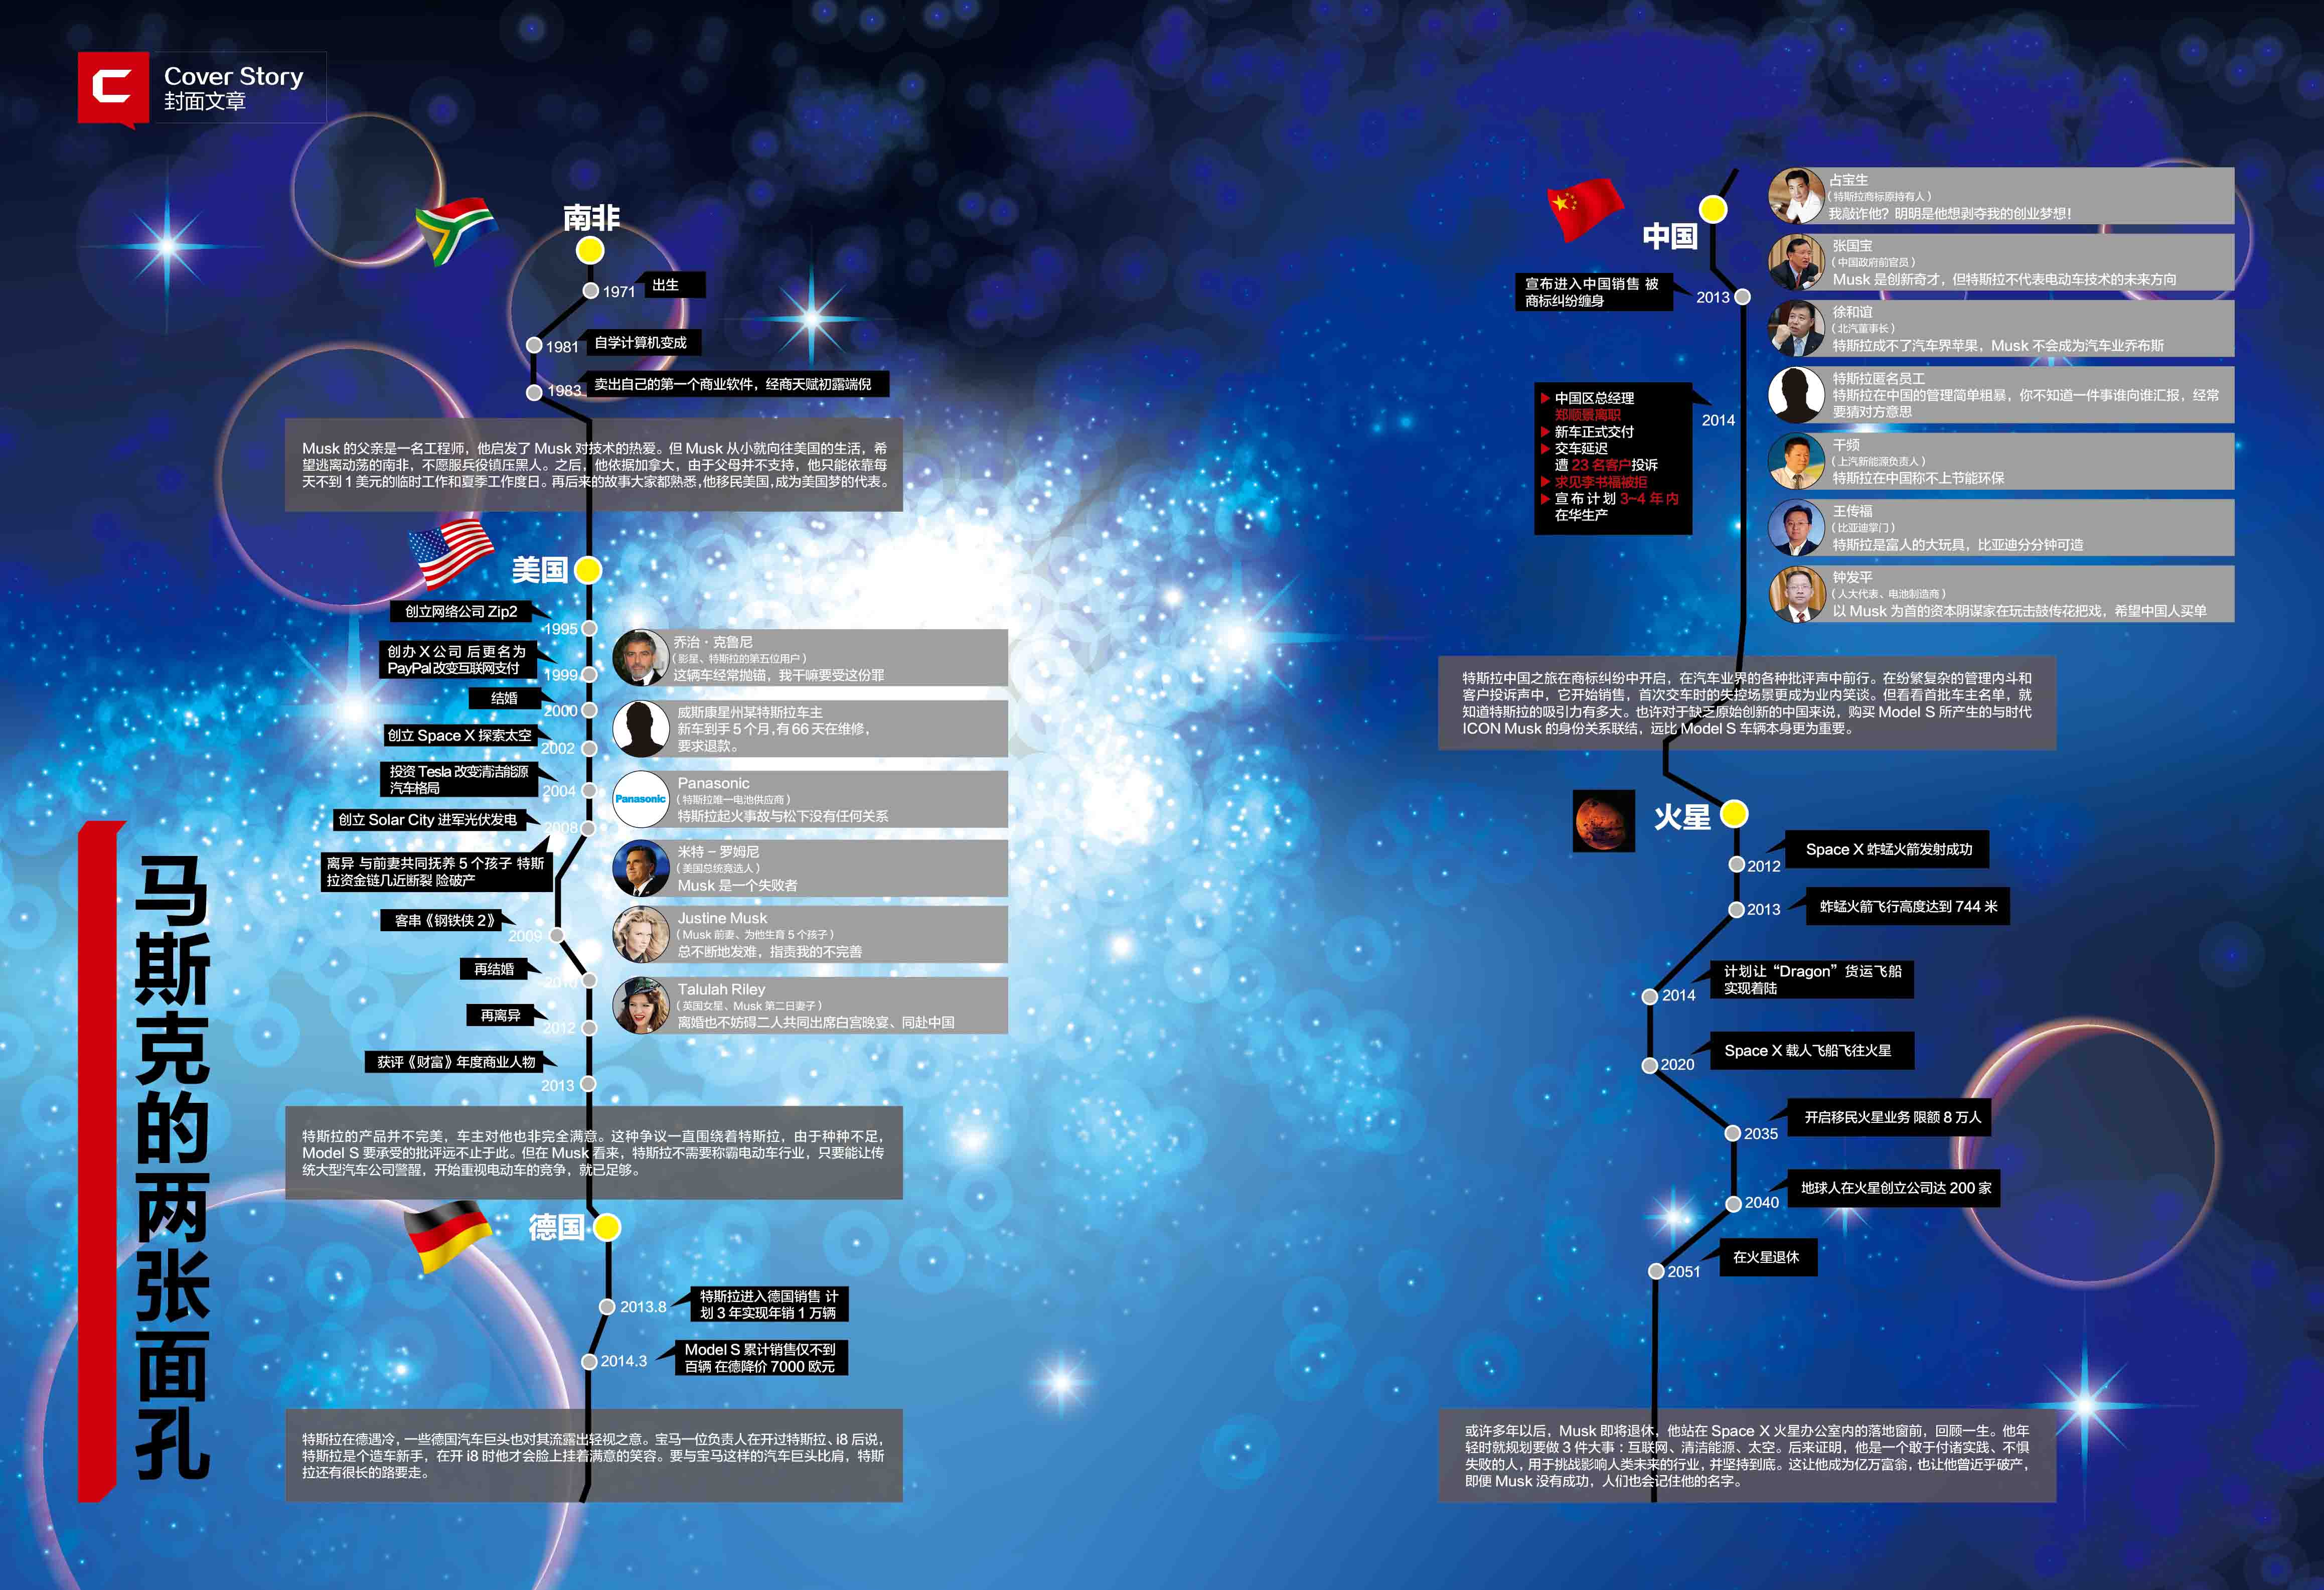 Cover Story
封面文章
马斯克的两张面孔
南非
1971
出生
1981
自学计算机变成
1983
卖出自己的第一个商业软件，经商天赋初露端倪
Musk 的父亲是一名工程师，他启发了 Musk 对技术的热爱。但 Musk 从小就向往美国的生活，希
望逃离动荡的南非，不愿服兵役镇压黑人。之后，他依据加拿大，由于父母并不支持，他只能依靠每
天不到 1 美元的临时工作和夏季工作度日。再后来的故事大家都熟悉，他移民美国，成为美国梦的代表。
美国
创立网络公司 Zip2
1995
创办 X 公司 后更名为
PayPal 改变互联网支付
1999
结婚
2000
创立 Space X 探索太空
2002
投资 Tesla 改变清洁能源
汽车格局
2004
创立 Solar City 进军光伏发电
2008
离异 与前妻共同抚养 5 个孩子 特斯
拉资金链几近断裂 险破产
客串《钢铁侠 2》
2009
再结婚
2010
再离异
2012
获评《财富》年度商业人物
2013
乔治·克鲁尼
（影星、特斯拉的第五位用户）
这辆车经常抛锚，我干嘛要受这份罪
威斯康星州某特斯拉车主
新车到手 5 个月，有 66 天在维修，
要求退款。
Panasonic
Panasonic
（特斯拉唯一电池供应商）
特斯拉起火事故与松下没有任何关系
米特 – 罗姆尼
（美国总统竞选人）
Musk 是一个失败者
Justine Musk
（Musk 前妻、为他生育 5 个孩子）
总不断地发难，指责我的不完善
Talulah Riley
（英国女星、Musk 第二日妻子）
离婚也不妨碍二人共同出席白宫晚宴、同赴中国
特斯拉的产品并不完美，车主对他也非完全满意。这种争议一直围绕着特斯拉，由于种种不足，
Model S 要承受的批评远不止于此。但在 Musk 看来，特斯拉不需要称霸电动车行业，只要能让传
统大型汽车公司警醒，开始重视电动车的竞争，就已足够。
德国
2013.8
特斯拉进入德国销售 计
划 3 年实现年销 1 万辆
2014.3
Model S 累计销售仅不到
百辆 在德降价 7000 欧元
特斯拉在德遇冷，一些德国汽车巨头也对其流露出轻视之意。宝马一位负责人在开过特斯拉、i8 后说，
特斯拉是个造车新手，在开 i8 时他才会脸上挂着满意的笑容。要与宝马这样的汽车巨头比肩，特斯
拉还有很长的路要走。
中国
宣布进入中国销售 被
商标纠纷缠身
2013
中国区总经理
郑顺景离职
新车正式交付
交车延迟
遭 23 名客户投诉
求见李书福被拒
宣布计划 3~4 年内
在华生产
2014
占宝生
（特斯拉商标原持有人）
我敲诈他？明明是他想剥夺我的创业梦想！
张国宝
（中国政府前官员）
Musk 是创新奇才，但特斯拉不代表电动车技术的未来方向
徐和谊
（北汽董事长）
特斯拉成不了汽车界苹果，Musk 不会成为汽车业乔布斯
特斯拉匿名员工
特斯拉在中国的管理简单粗暴，你不知道一件事谁向谁汇报，经常
要猜对方意思
干频
（上汽新能源负责人）
特斯拉在中国称不上节能环保
王传福
（比亚迪掌门）
特斯拉是富人的大玩具，比亚迪分分钟可造
钟发平
（人大代表、电池制造商）
以 Musk 为首的资本阴谋家在玩击鼓传花把戏，希望中国人买单
特斯拉中国之旅在商标纠纷中开启，在汽车业界的各种批评声中前行。在纷繁复杂的管理内斗和
客户投诉声中，它开始销售，首次交车时的失控场景更成为业内笑谈。但看看首批车主名单，就
知道特斯拉的吸引力有多大。也许对于缺乏原始创新的中国来说，购买 Model S 所产生的与时代
ICON Musk 的身份关系联结，远比 Model S 车辆本身更为重要。
火星
2012
Space X 蚱蜢火箭发射成功
2013
蚱蜢火箭飞行高度达到 744 米
2014
计划让“Dragon”货运飞船
实现着陆
2020
Space X 载人飞船飞往火星
2035
开启移民火星业务 限额 8 万人
2040
地球人在火星创立公司达 200 家
2051
在火星退休
或许多年以后，Musk 即将退休，他站在 Space X 火星办公室内的落地窗前，回顾一生。他年
轻时就规划要做 3 件大事：互联网、清洁能源、太空。后来证明，他是一个敢于付诸实践、不惧
失败的人，用于挑战影响人类未来的行业，并坚持到底。这让他成为亿万富翁，也让他曾近乎破产，
即便 Musk 没有成功，人们也会记住他的名字。